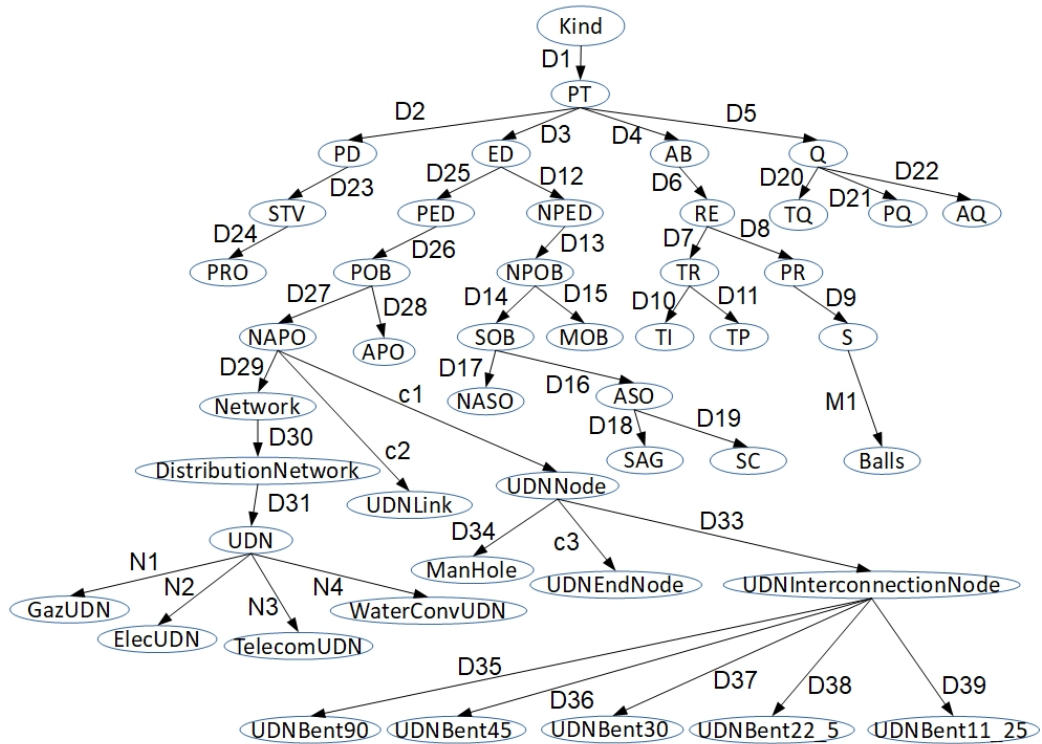 Kind
D1
PT
D2 D3 D4 D5
PD ED AB Q
D23 D25 D12 D6 D20 D21 D22
STV PED NPED RE TQ PQ AQ
D24 D26 D13 D7 D8
PRO POB NPOB TR PR
D27 D28 D14 D15 D10 D11 D9
NAPO APO SOB MOB TI TP S
D29 c1 D17 D16 M1
Network NASO ASO
D30 c2 D18 D19
DistributionNetwork SAG SC Balls
D31 UDNLink UDNNode
UDN D34 c3 D33
N1 N2 N3 N4 ManHole UDNEndNode UDNInterconnectionNode
GazUDN ElecUDN TelecomUDN WaterConvUDN
D35 D36 D37 D38 D39
UDNBent90 UDNBent45 UDNBent30 UDNBent22_5 UDNBent11_25